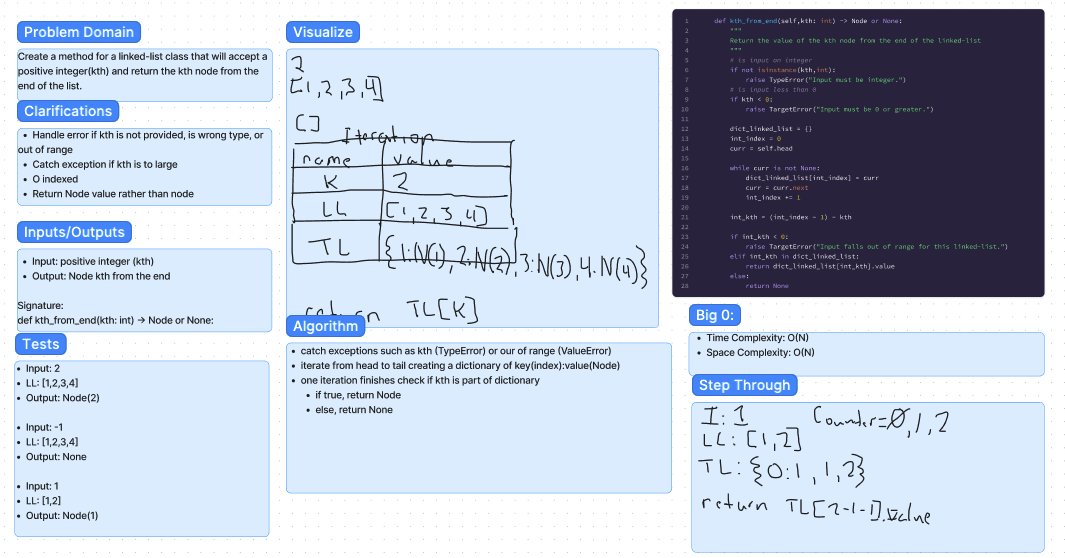 Problem Domain
Create a method for a linked-list class that will accept a
positive integer(kth) and return the kth node from the
end of the list.
Clarifications
• Handle error if kth is not provided, is wrong type, or
out of range
• Catch exception if kth is to large
• O indexed
• Return Node value rather than node
Inputs/Outputs
• Input: positive integer (kth)
• Output: Node kth from the end
Signature:
def kth_from_end(kth: int) -> Node or None:
Tests
• Input: 2
• LL: [1,2,3,4]
• Output: Node(2)
• Input: -1
• LL: [1,2,3,4]
• Output: None
• Input: 1
• LL: [1,2]
• Output: Node(1)
Visualize
2
[1,2,3,4]
[]
Iteration
name value
K 2
LL [1,2,3,4]
TL {1:N(1), 2:N(2), 3:N(3), 4.N(4)}
return TL[K]
Algorithm
• catch exceptions such as kth (TypeError) or our of range (ValueError)
• iterate from head to tail creating a dictionary of key(index):value(Node)
• one iteration finishes check if kth is part of dictionary
• if true, return Node
• else, return None
1 def kth_from_end(self,kth: int) -> Node or None:
2 """
3 Return the value of the kth node from the end of the linked-list
4 """
5 # is input an integer
6 if not isinstance(kth,int):
7 raise TypeError("Input must be integer.")
8 # is input less than 0
9 if kth < 0:
10 raise TargetError("Input must be 0 or greater.")
11
12 dict_linked_list = {}
13 int_index = 0
14 curr = self.head
15
16 while curr is not None:
17 dict_linked_list[int_index] = curr
18 curr = curr.next
19 int_index += 1
20
21 int_kth = (int_index - 1) - kth
22
23 if int_kth < 0:
24 raise TargetError("Input falls out of range for this linked-list.")
25 elif int_kth in dict_linked_list:
26 return dict_linked_list[int_kth].value
27 else:
28 return None
Big 0:
• Time Complexity: O(N)
• Space Complexity: O(N)
Step Through
I: 1 Counter=0,1,2
LL: [1,2]
TL: {0:1, 1,2}
return TL[2-1-1].value